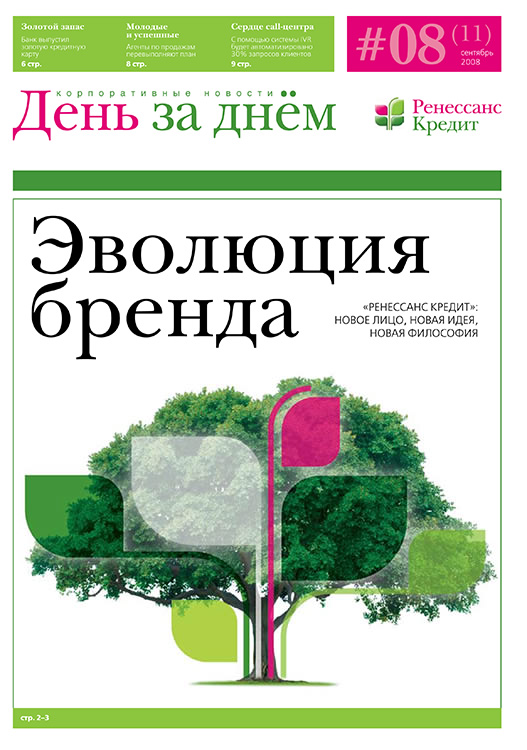 Золотой запас
Банк выпустил
золотую кредитную
карту
6 стр.
Молодые
и успешные
Агенты по продажам
перевыполняют план
8 стр.
Сердце call-центра
С помощью системы IVR
будет автоматизировано
30% запросов клиентов
9 стр.
#08 (11)
сентябрь
2008
корпоративные новости
День за днём
Ренессанс
Кредит
Эволюция
бренда
«РЕНЕССАНС КРЕДИТ»:
НОВОЕ ЛИЦО, НОВАЯ ИДЕЯ,
НОВАЯ ФИЛОСОФИЯ
стр. 2–3